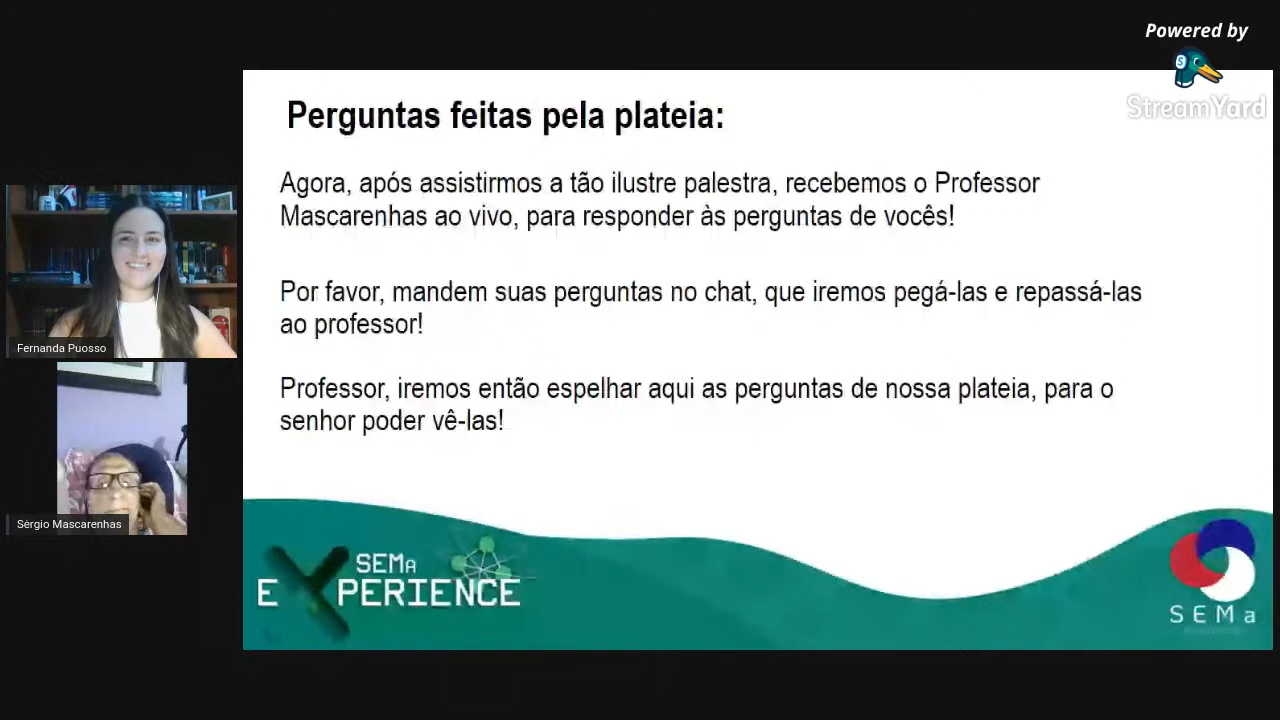 Powered by
StreamYard
Perguntas feitas pela plateia:
Agora, após assistirmos a tão ilustre palestra, recebemos o Professor
Mascarenhas ao vivo, para responder às perguntas de vocês!
Por favor, mandem suas perguntas no chat, que iremos pegá-las e repassá-las
ao professor!
Professor, iremos então espelhar aqui as perguntas de nossa plateia, para o
senhor poder vê-las!
Fernanda Puosso
Sérgio Mascarenhas
SEMA
EXPERIENCE
SEMa